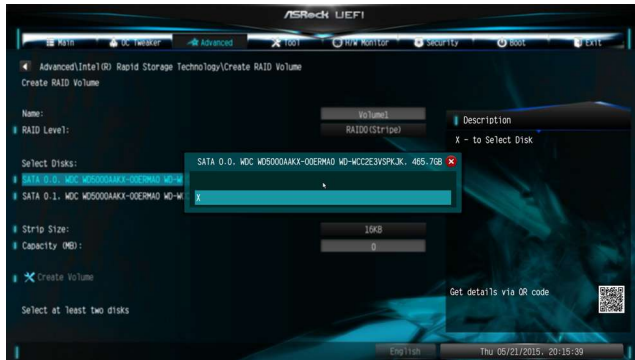 ASRock UEFI
Main OC Tweaker Advanced Tool H/W Monitor Security Boot Exit
Advanced\Intel(R) Rapid Storage Technology\Create RAID Volume
Create RAID Volume
Name: Volume1
RAID Level: RAID0(Stripe)
Description
X - to Select Disk
Select Disks:
SATA 0.0. WDC WD5000AAKX-00ERMA0 WD-WCC2E3VSPKJK. 465.7GB
SATA 0.0. WDC WD5000AAKX-00ERMA0 WD-W
SATA 0.1. WDC WD5000AAKX-00ERMA0 WD-WC
X
Strip Size: 16KB
Capacity (MB): 0
Create Volume
Get details via QR code
Select at least two disks
English Thu 05/21/2015. 20:15:39